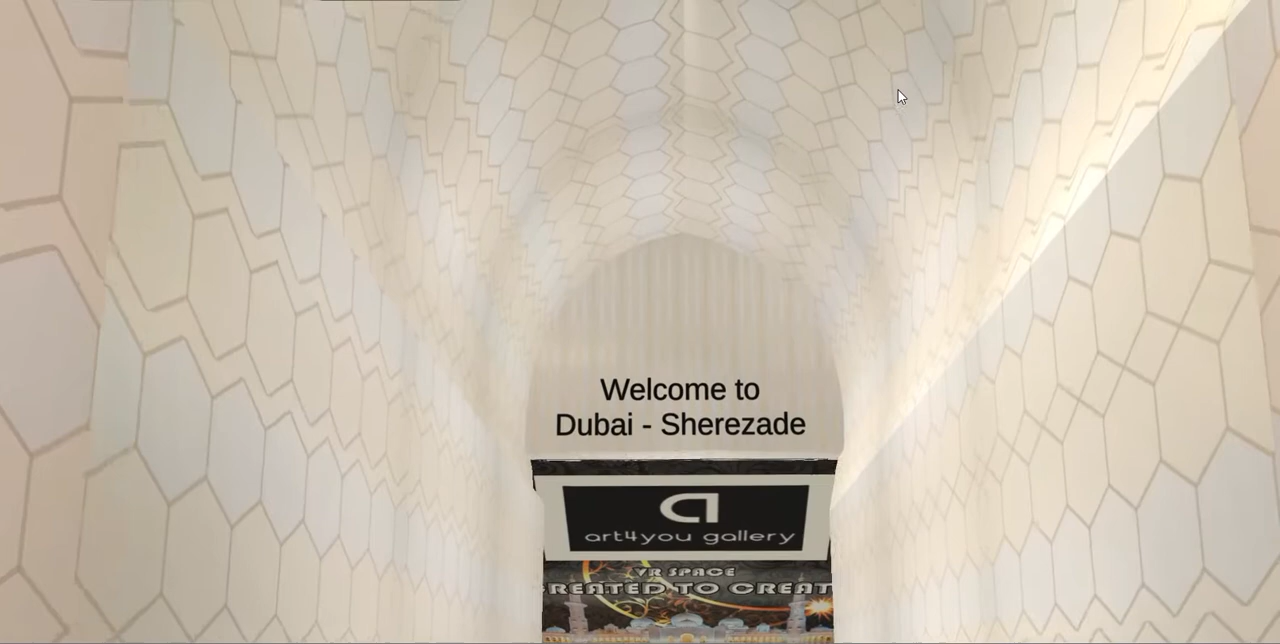 Welcome to
Dubai - Sherezade
art4you gallery
VR SPACE
CREATED TO CREAT